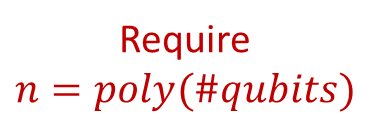 Require
n = poly(#qubits)